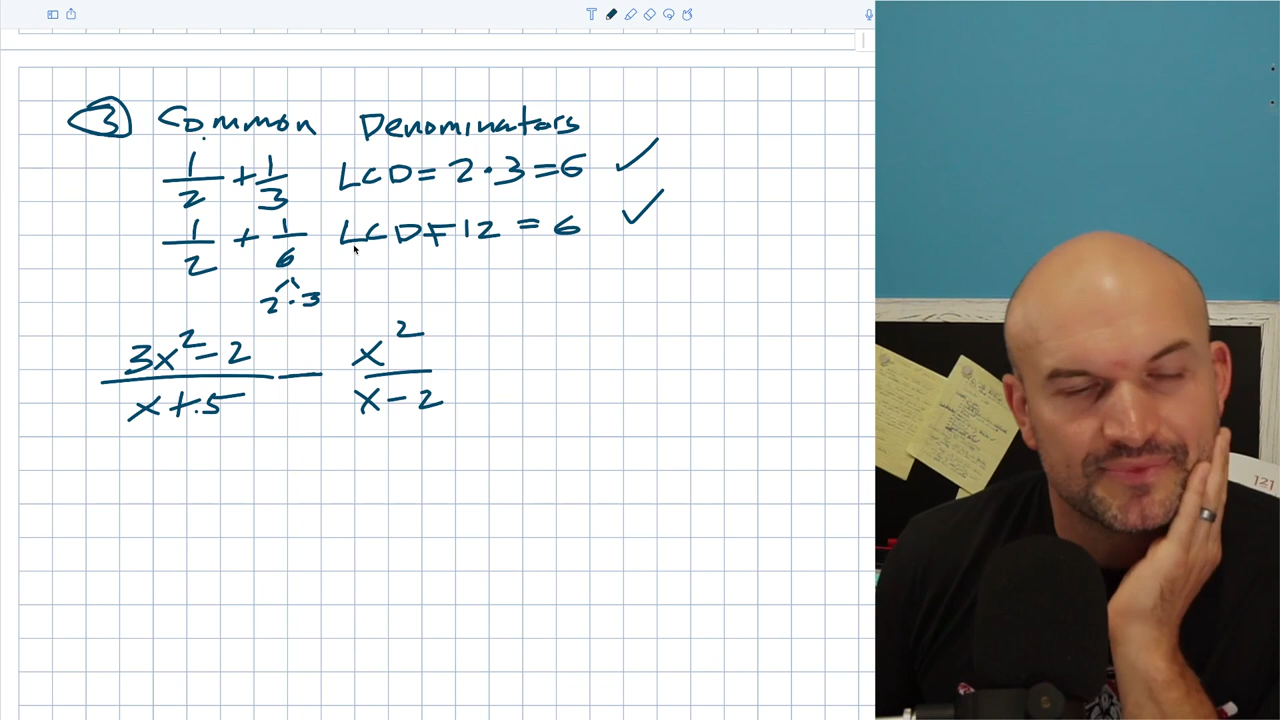 ③ Common Denominators
1/2 + 1/3 LCD = 2 · 3 = 6 ✓
1/2 + 1/6 LCD ≠ 12 = 6 ✓
2 · 3
(3x² - 2)/(x + 5) - x²/(x - 2)
121